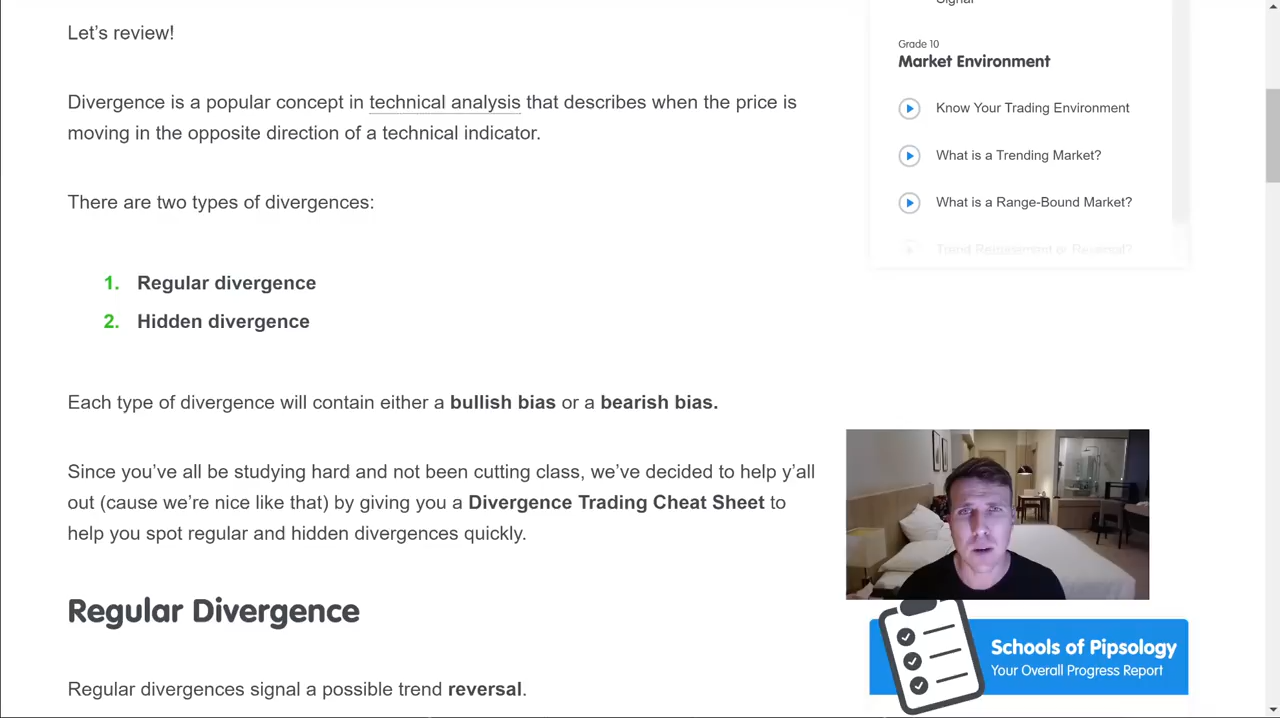 Let's review!
Divergence is a popular concept in technical analysis that describes when the price is
moving in the opposite direction of a technical indicator.
There are two types of divergences:
1. Regular divergence
2. Hidden divergence
Each type of divergence will contain either a bullish bias or a bearish bias.
Since you've all be studying hard and not been cutting class, we've decided to help y'all
out (cause we're nice like that) by giving you a Divergence Trading Cheat Sheet to
help you spot regular and hidden divergences quickly.
Regular Divergence
Regular divergences signal a possible trend reversal.
Signal
Grade 10
Market Environment
Know Your Trading Environment
What is a Trending Market?
What is a Range-Bound Market?
Trend Retracement or Reversal?
Schools of Pipsology
Your Overall Progress Report